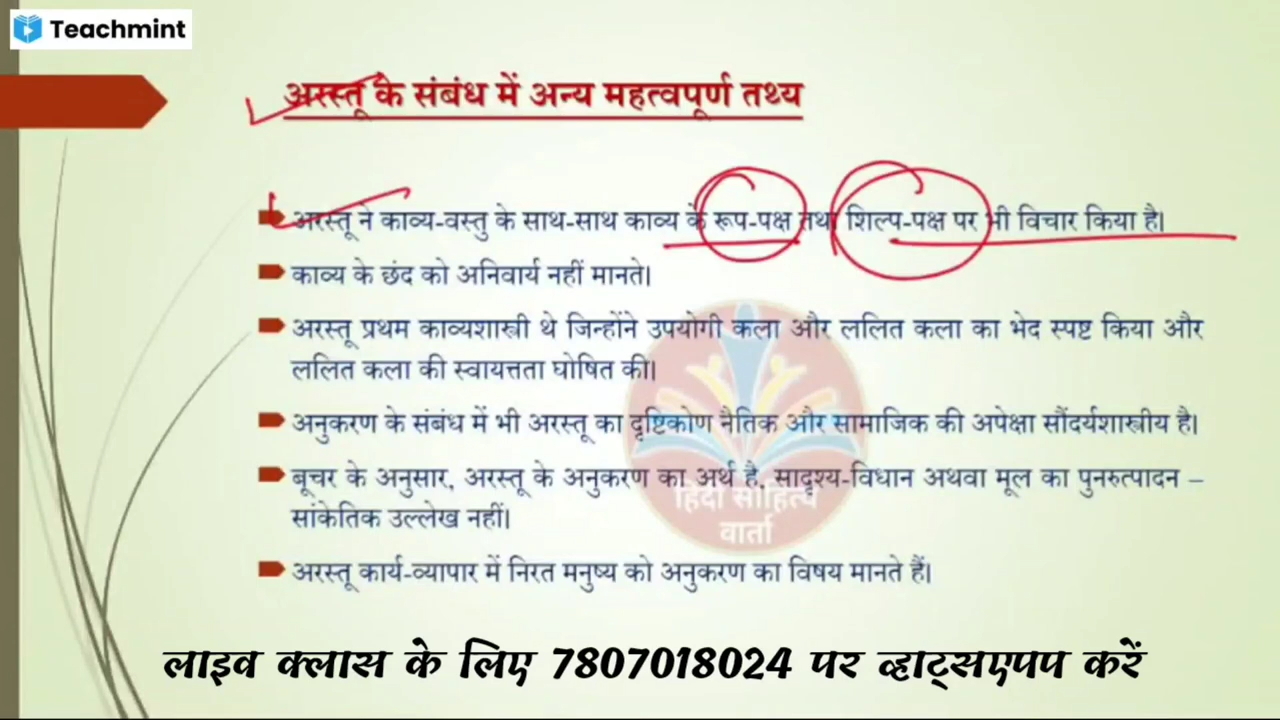 Teachmint
अरस्तू के संबंध में अन्य महत्वपूर्ण तथ्य
अरस्तू ने काव्य-वस्तु के साथ-साथ काव्य के रूप-पक्ष तथा शिल्प-पक्ष पर भी विचार किया है।
काव्य के छंद को अनिवार्य नहीं मानते।
अरस्तू प्रथम काव्यशास्त्री थे जिन्होंने उपयोगी कला और ललित कला का भेद स्पष्ट किया और
ललित कला की स्वायत्तता घोषित की।
अनुकरण के संबंध में भी अरस्तू का दृष्टिकोण नैतिक और सामाजिक की अपेक्षा सौंदर्यशास्त्रीय है।
बूचर के अनुसार, अरस्तू के अनुकरण का अर्थ है, सादृश्य-विधान अथवा मूल का पुनरुत्पादन –
सांकेतिक उल्लेख नहीं।
हिंदी साहित्य
वार्ता
अरस्तू कार्य-व्यापार में निरत मनुष्य को अनुकरण का विषय मानते हैं।
लाइव क्लास के लिए 7807018024 पर व्हाट्सएपप करें